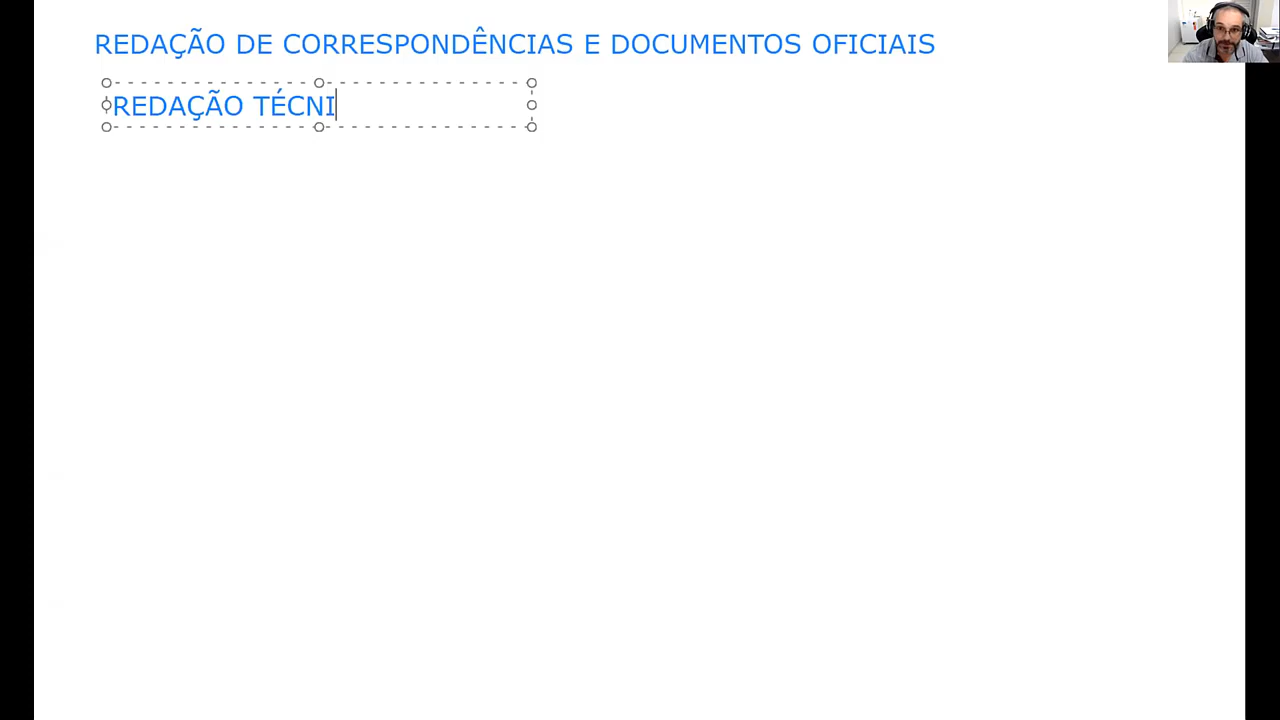 REDAÇÃO DE CORRESPONDÊNCIAS E DOCUMENTOS OFICIAIS
REDAÇÃO TÉCNI